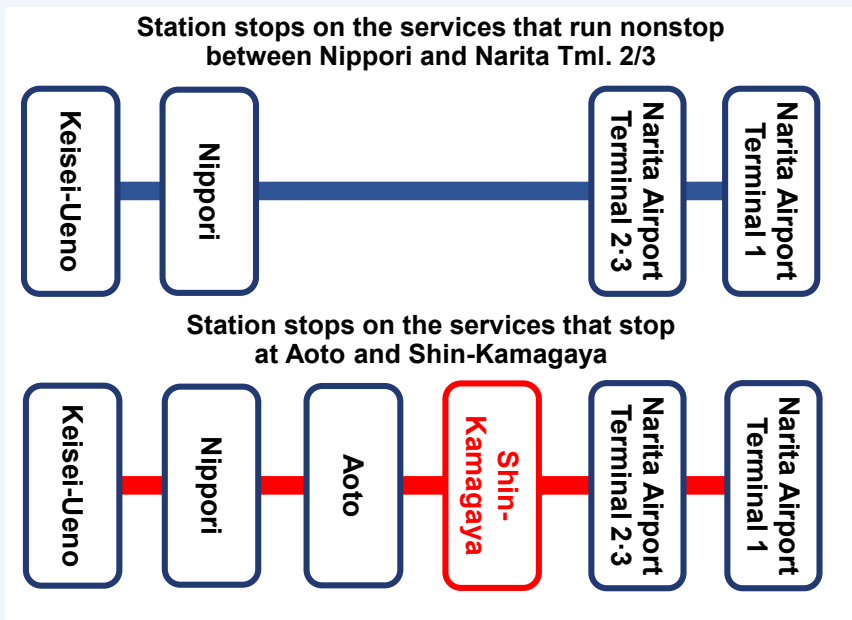 Station stops on the services that run nonstop
between Nippori and Narita Tml. 2/3
Keisei-Ueno
Nippori
Narita Airport
Terminal 2·3
Narita Airport
Terminal 1
Station stops on the services that stop
at Aoto and Shin-Kamagaya
Keisei-Ueno
Nippori
Aoto
Shin-
Kamagaya
Narita Airport
Terminal 2·3
Narita Airport
Terminal 1